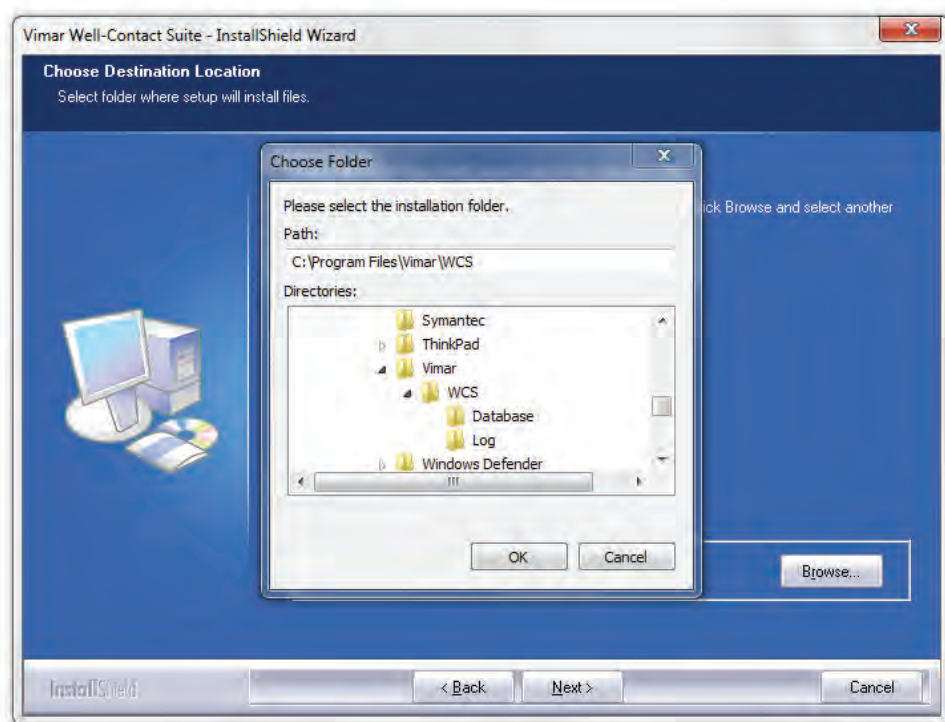 Vimar Well-Contact Suite - InstallShield Wizard
Choose Destination Location
Select folder where setup will install files.
Choose Folder
Please select the installation folder.
ick Browse and select another
Path:
C:\Program Files\Vimar\WCS
Directories:
Symantec
ThinkPad
Vimar
WCS
Database
Log
Windows Defender
OK
Cancel
Browse...
InstallShield
< Back
Next >
Cancel